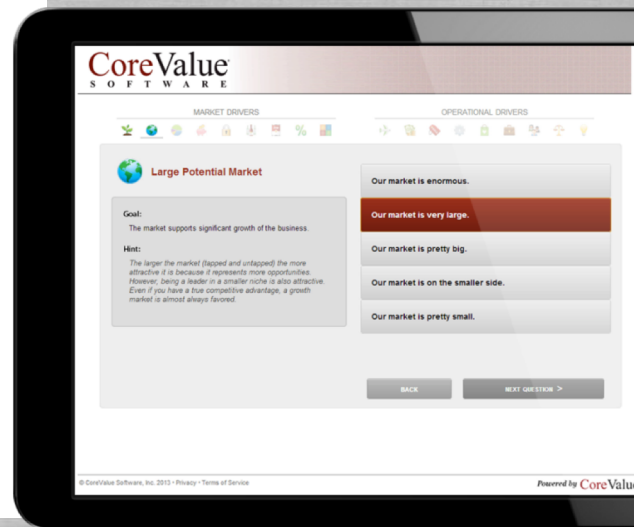 CoreValue
SOFTWARE
MARKET DRIVERS
OPERATIONAL DRIVERS
Large Potential Market
Goal:
The market supports significant growth of the business.
Hint:
The larger the market (tapped and untapped) the more
attractive it is because it represents more opportunities.
However, being a leader in a smaller niche is also attractive.
Even if you have a true competitive advantage, a growth
market is almost always favored.
Our market is enormous.
Our market is very large.
Our market is pretty big.
Our market is on the smaller side.
Our market is pretty small.
BACK
NEXT QUESTION >
© CoreValue Software, Inc. 2013 • Privacy • Terms of Service
Powered by CoreValue